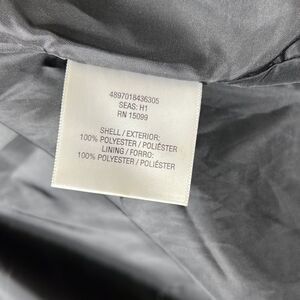 4897018436305
SEAS: H1
RN 15099
SHELL / EXTERIOR:
100% POLYESTER / POLIÉSTER
LINING / FORRO:
100% POLYESTER / POLIÉSTER